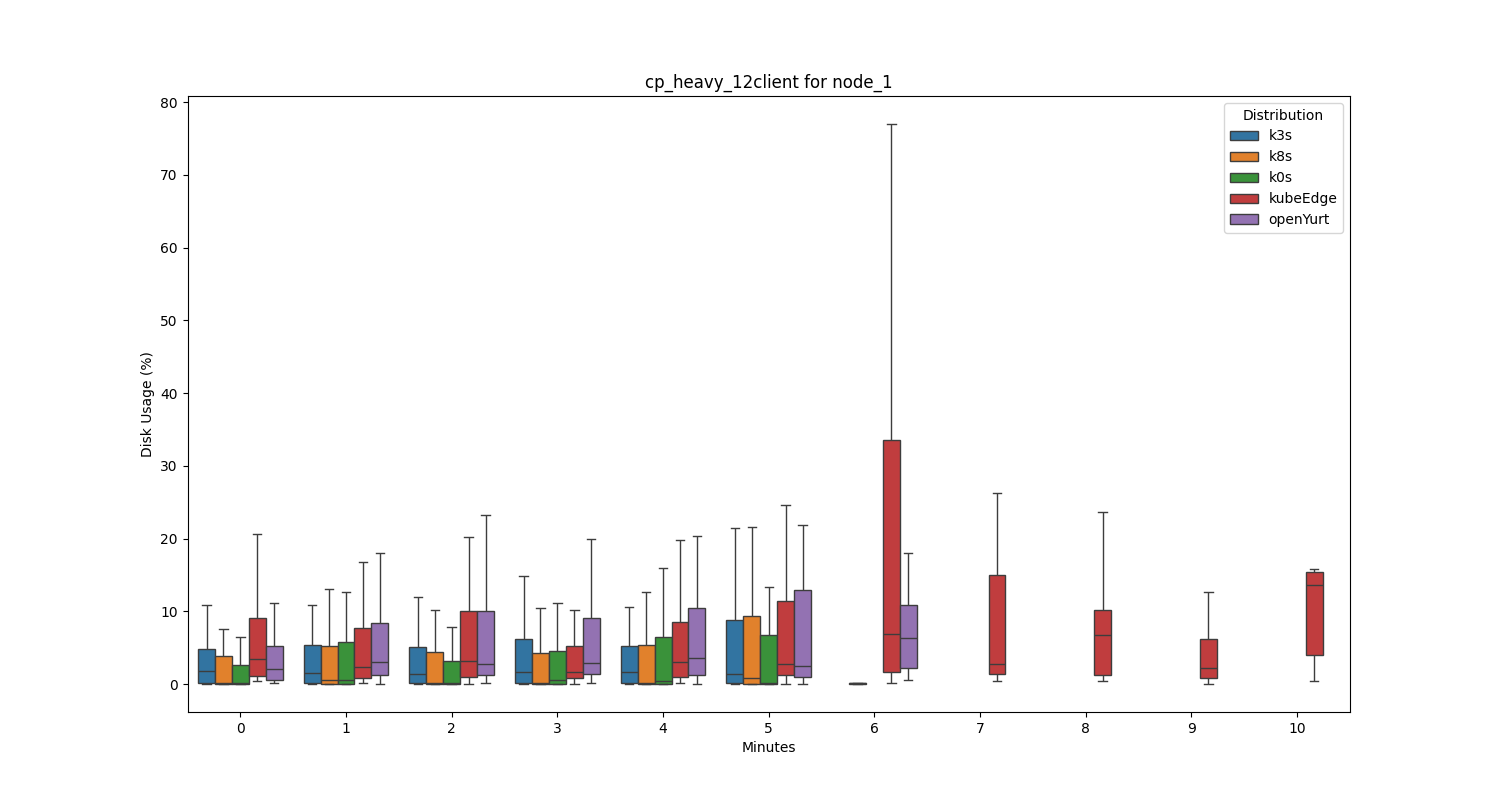 cp_heavy_12client for node_1
Distribution
k3s
k8s
k0s
kubeEdge
openYurt
Disk Usage (%)
80
70
60
50
40
30
20
10
0
0 1 2 3 4 5 6 7 8 9 10
Minutes